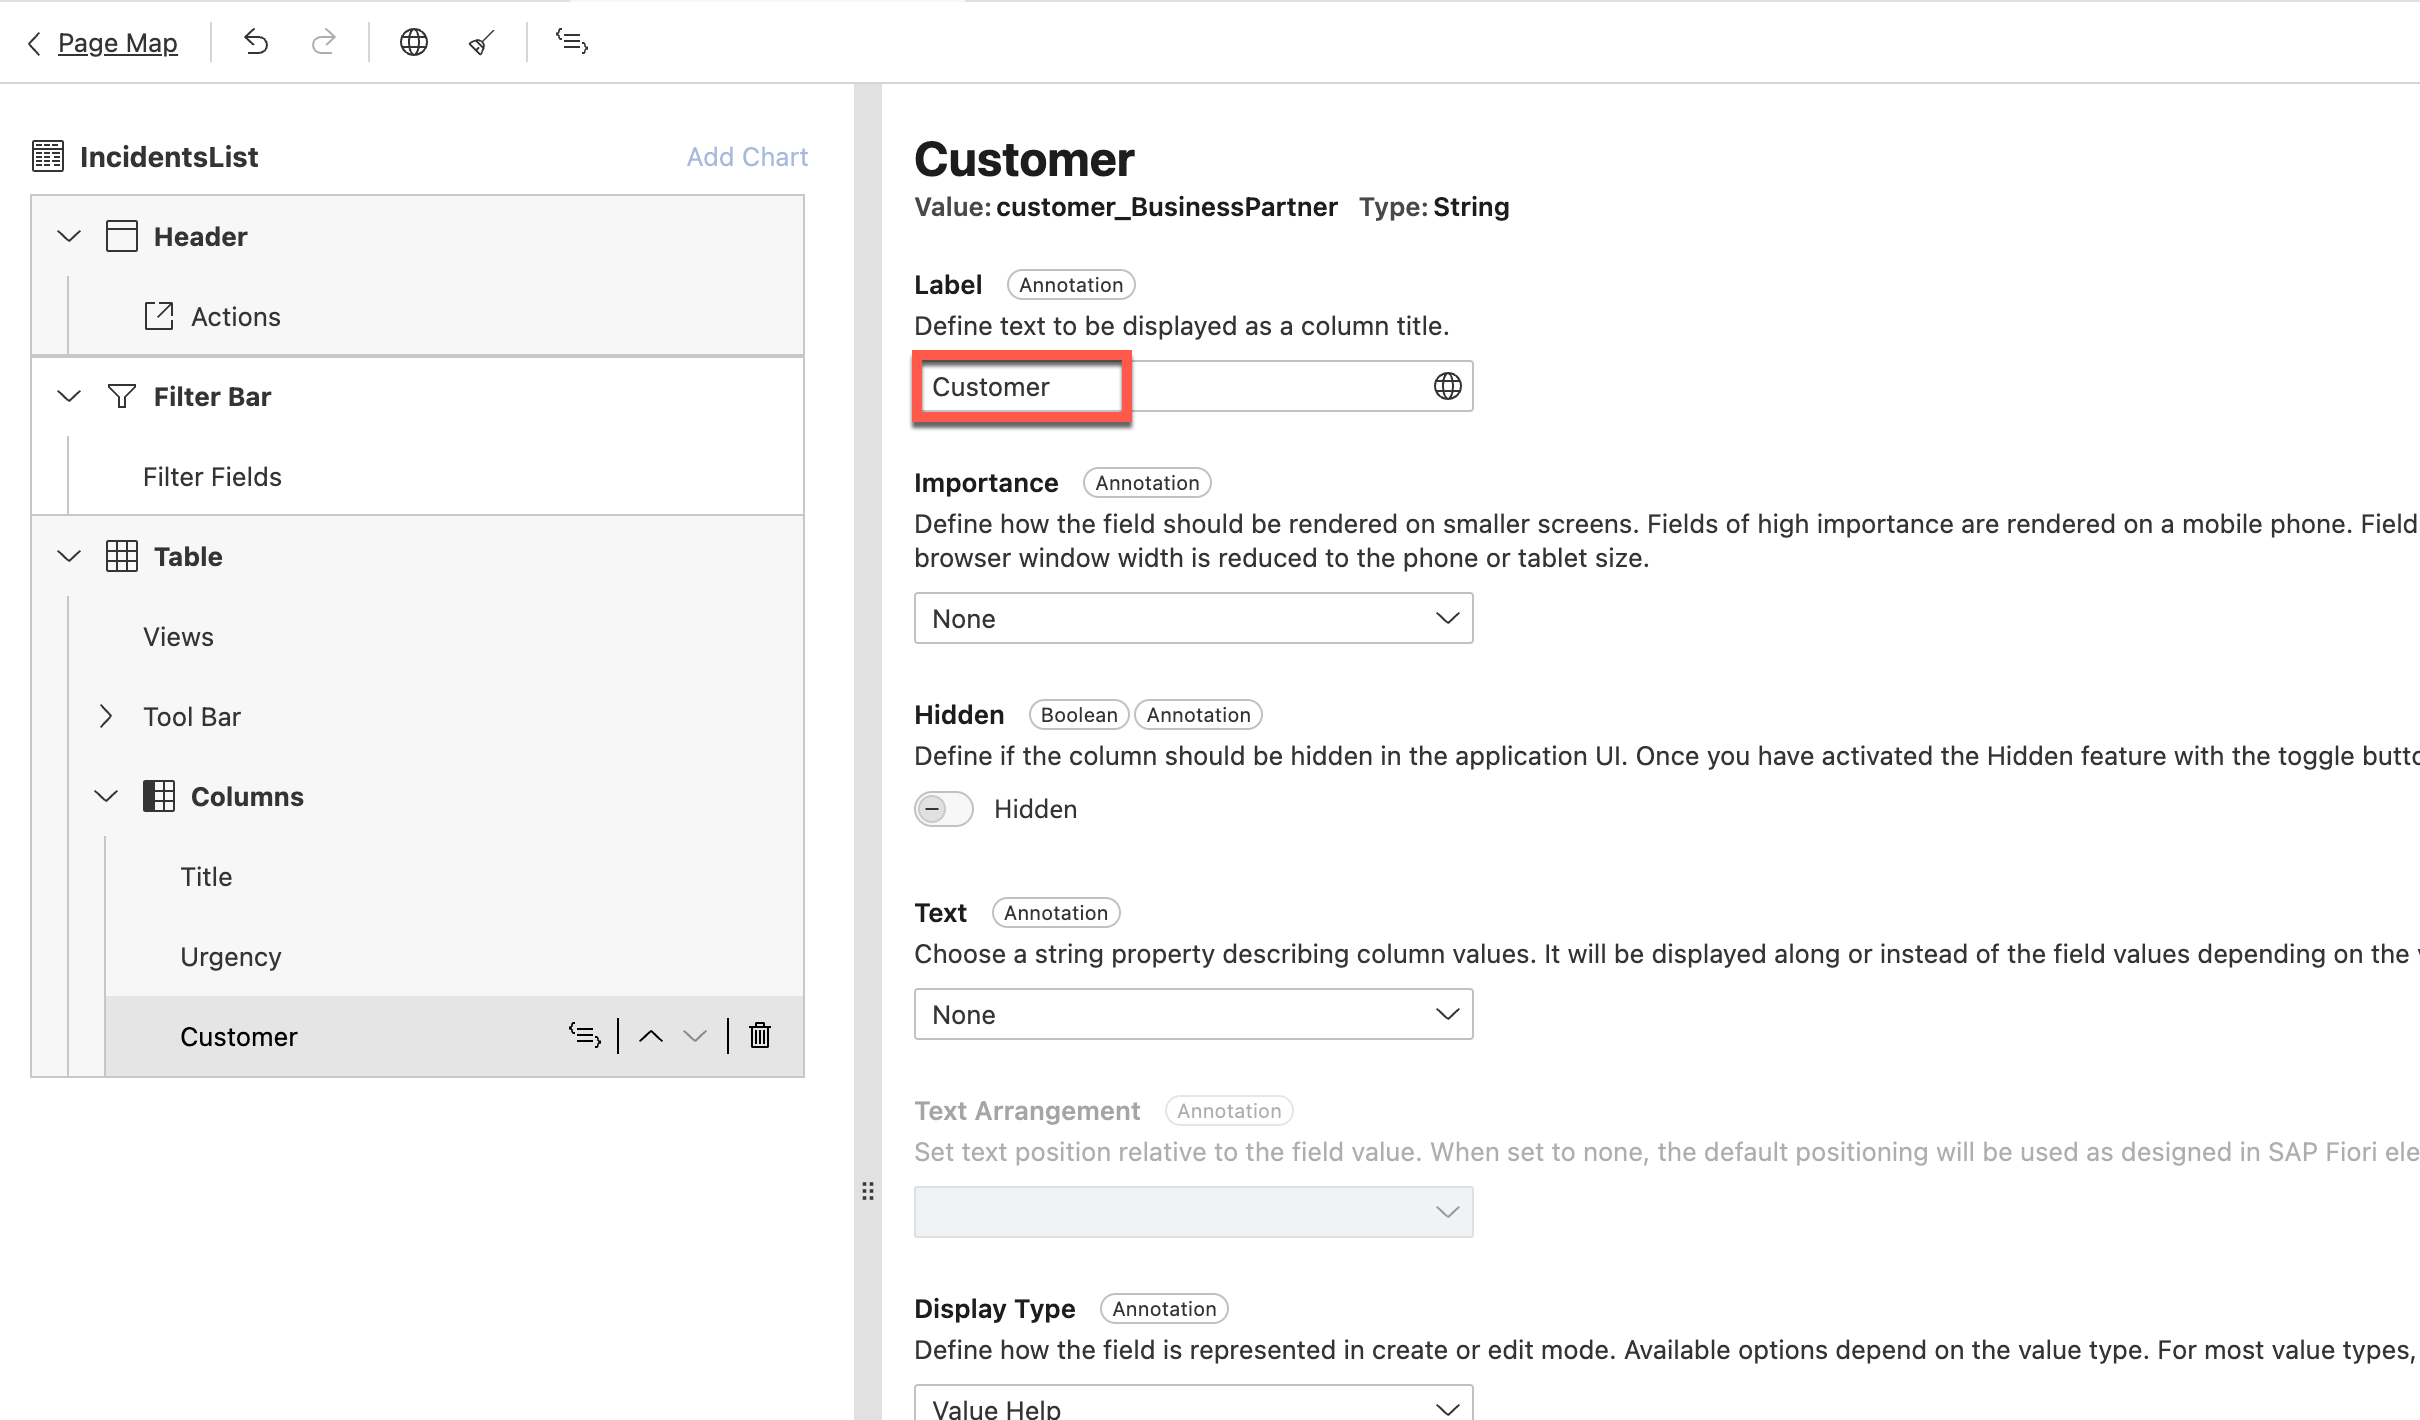 Page Map
IncidentsList
Add Chart
Header
Actions
Filter Bar
Filter Fields
Table
Views
Tool Bar
Columns
Title
Urgency
Customer
Customer
Value: customer_BusinessPartner Type: String
Label Annotation
Define text to be displayed as a column title.
Customer
Importance Annotation
Define how the field should be rendered on smaller screens. Fields of high importance are rendered on a mobile phone. Field
browser window width is reduced to the phone or tablet size.
None
Hidden Boolean Annotation
Define if the column should be hidden in the application UI. Once you have activated the Hidden feature with the toggle butto
Hidden
Text Annotation
Choose a string property describing column values. It will be displayed along or instead of the field values depending on the
None
Text Arrangement Annotation
Set text position relative to the field value. When set to none, the default positioning will be used as designed in SAP Fiori ele
Display Type Annotation
Define how the field is represented in create or edit mode. Available options depend on the value type. For most value types,
Value Help